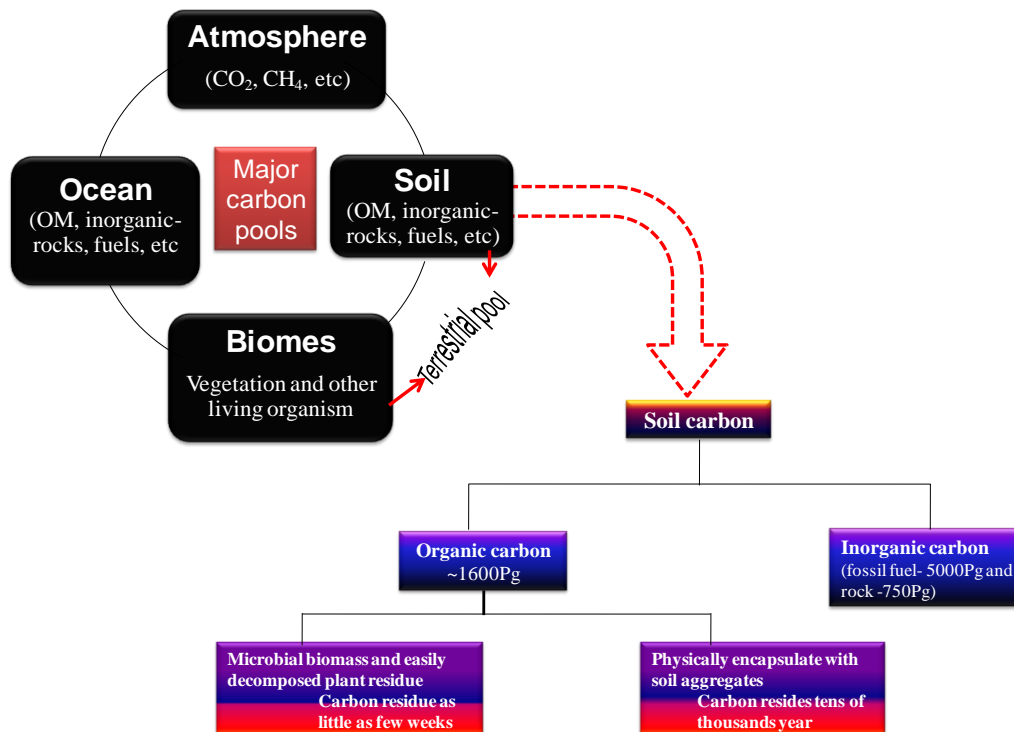 Atmosphere
(CO₂, CH₄, etc)
Ocean
(OM, inorganic-
rocks, fuels, etc
Major
carbon
pools
Soil
(OM, inorganic-
rocks, fuels, etc)
Terrestrial pool
Biomes
Vegetation and other
living organism
Soil carbon
Organic carbon
~1600Pg
Inorganic carbon
(fossil fuel- 5000Pg and
rock -750Pg)
Microbial biomass and easily
decomposed plant residue
Carbon residue as
little as few weeks
Physically encapsulate with
soil aggregates
Carbon resides tens of
thousands year